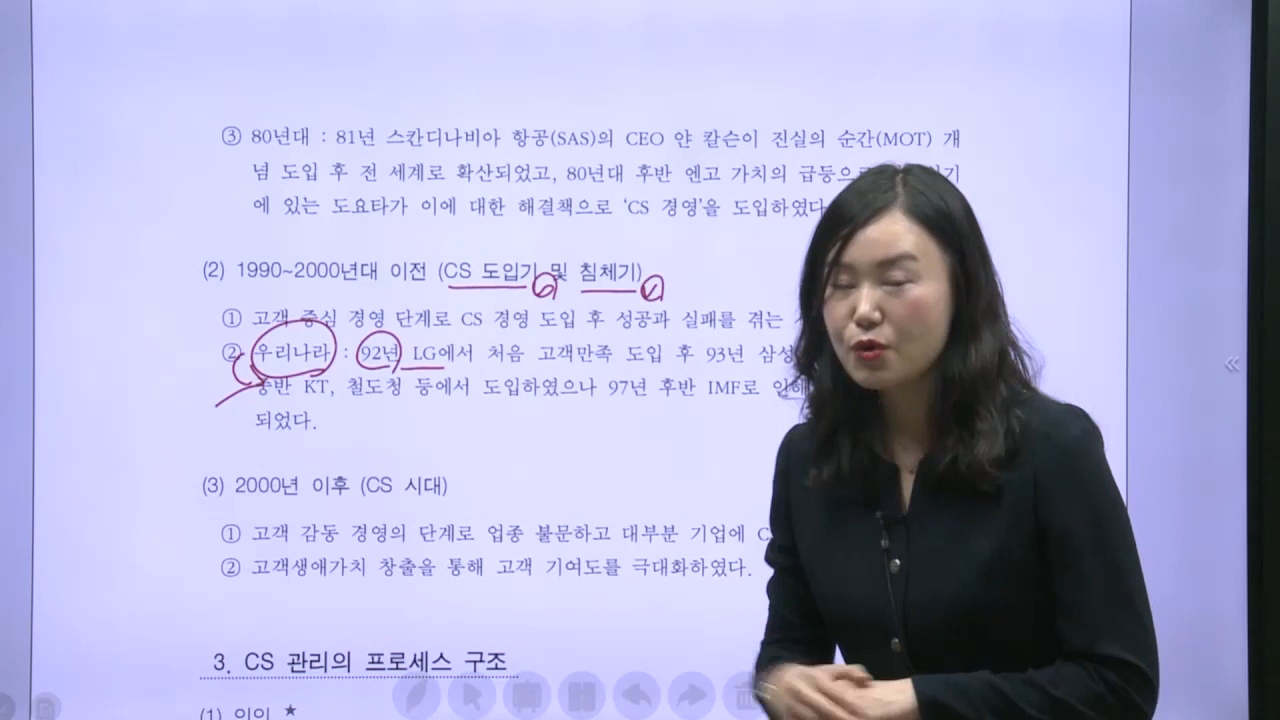 ③ 80년대 : 81년 스칸디나비아 항공(SAS)의 CEO 얀 칼슨이 진실의 순간(MOT) 개
념 도입 후 전 세계로 확산되었고, 80년대 후반 엔고 가치의 급등으로
에 있는 도요타가 이에 대한 해결책으로 ‘CS 경영’을 도입하였다
(2) 1990~2000년대 이전 (CS 도입기 및 침체기)
① 고객 중심 경영 단계로 CS 경영 도입 후 성공과 실패를 겪는
② 우리나라 : 92년 LG에서 처음 고객만족 도입 후 93년 삼성
중반 KT, 철도청 등에서 도입하였으나 97년 후반 IMF로 인해
되었다.
(3) 2000년 이후 (CS 시대)
① 고객 감동 경영의 단계로 업종 불문하고 대부분 기업에
② 고객생애가치 창출을 통해 고객 기여도를 극대화하였다.
3. CS 관리의 프로세스 구조
(1) 의의 ★